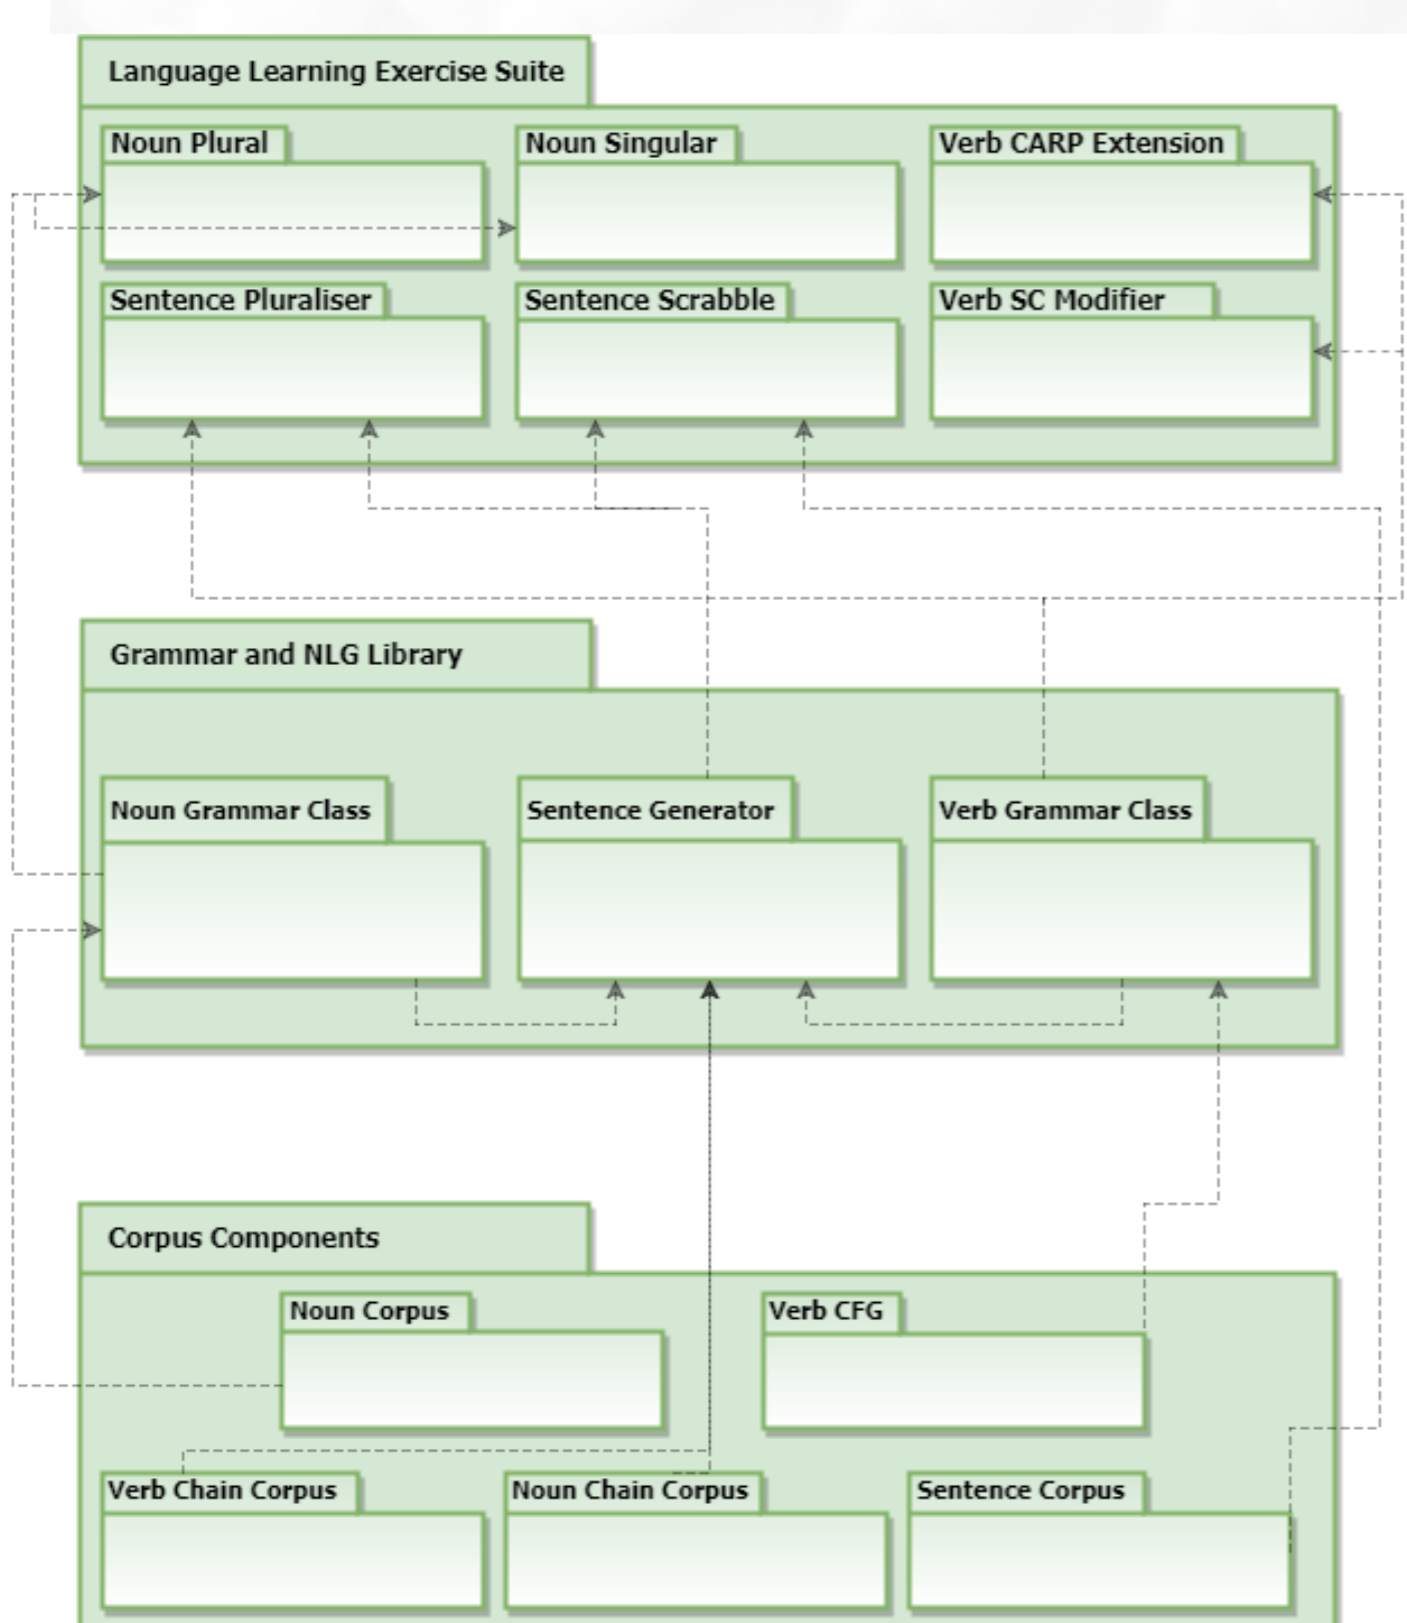 Language Learning Exercise Suite
Noun Plural
Noun Singular
Verb CARP Extension
Sentence Pluraliser
Sentence Scrabble
Verb SC Modifier
Grammar and NLG Library
Noun Grammar Class
Sentence Generator
Verb Grammar Class
Corpus Components
Noun Corpus
Verb CFG
Verb Chain Corpus
Noun Chain Corpus
Sentence Corpus